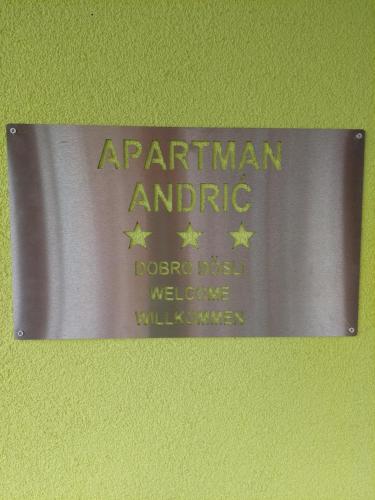 APARTMAN
ANDRIĆ
DOBRO DOŠLI
WELCOME
WILLKOMMEN